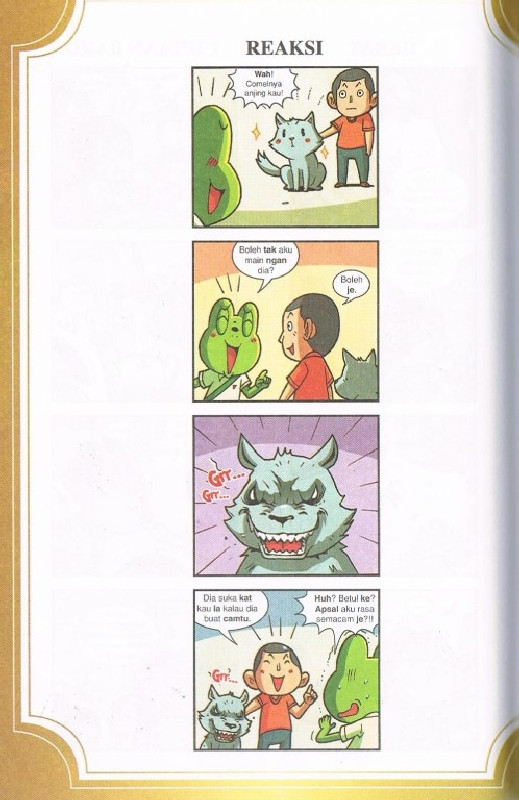 REAKSI
Wah!!
Comelnya
anjing kau!
Boleh tak aku
main ngan
dia?
Boleh
je.
Grr...
Grr...
Dia suka kat
kau la kalau dia
buat camtu.
Huh? Betul ke?
Apsal aku rasa
semacam je?!!!
Grr...